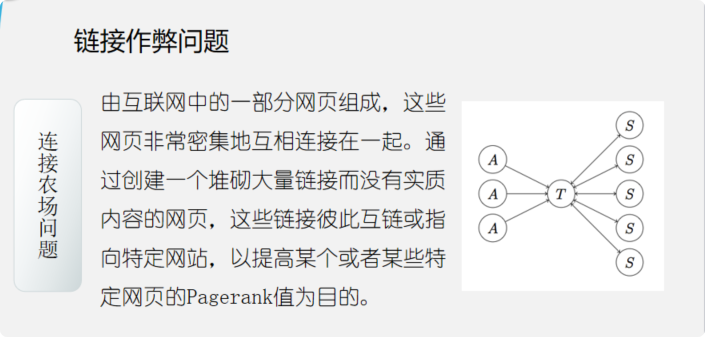 链接作弊问题
连接农场问题
由互联网中的一部分网页组成，这些
网页非常密集地互相连接在一起。通
过创建一个堆砌大量链接而没有实质
内容的网页，这些链接彼此互链或指
向特定网站，以提高某个或者某些特
定网页的Pagerank值为目的。
S
A
S
A
T
S
A
S
S